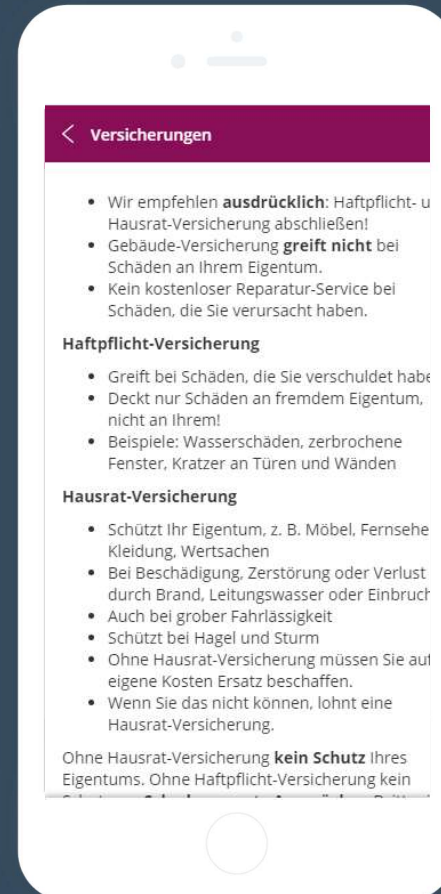 Versicherungen
• Wir empfehlen ausdrücklich: Haftpflicht- u
Hausrat-Versicherung abschließen!
• Gebäude-Versicherung greift nicht bei
Schäden an Ihrem Eigentum.
• Kein kostenloser Reparatur-Service bei
Schäden, die Sie verursacht haben.
Haftpflicht-Versicherung
• Greift bei Schäden, die Sie verschuldet habe
• Deckt nur Schäden an fremdem Eigentum,
nicht an Ihrem!
• Beispiele: Wasserschäden, zerbrochene
Fenster, Kratzer an Türen und Wänden
Hausrat-Versicherung
• Schützt Ihr Eigentum, z. B. Möbel, Fernsehe
Kleidung, Wertsachen
• Bei Beschädigung, Zerstörung oder Verlust
durch Brand, Leitungswasser oder Einbruch
• Auch bei grober Fahrlässigkeit
• Schützt bei Hagel und Sturm
• Ohne Hausrat-Versicherung müssen Sie auf
eigene Kosten Ersatz beschaffen.
• Wenn Sie das nicht können, lohnt eine
Hausrat-Versicherung.
Ohne Hausrat-Versicherung kein Schutz Ihres
Eigentums. Ohne Haftpflicht-Versicherung kein